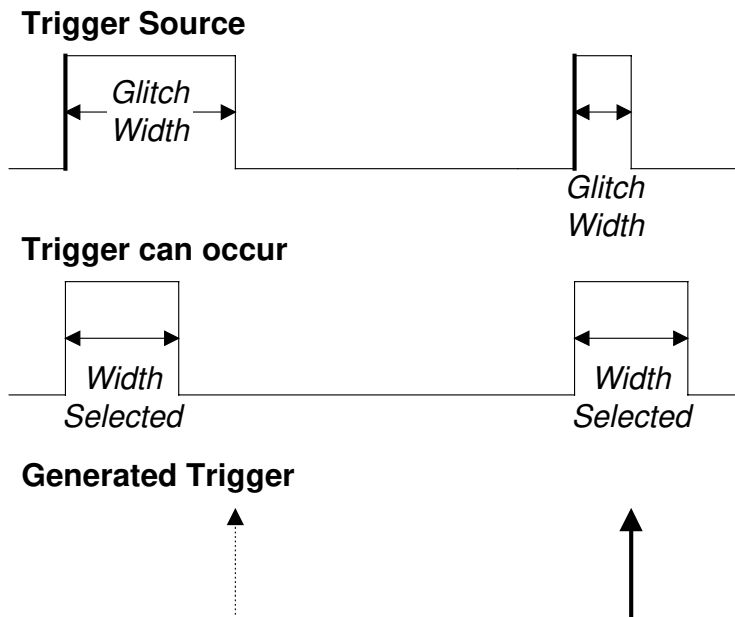 Trigger Source
Glitch
Width
Glitch
Width
Trigger can occur
Width
Selected
Width
Selected
Generated Trigger